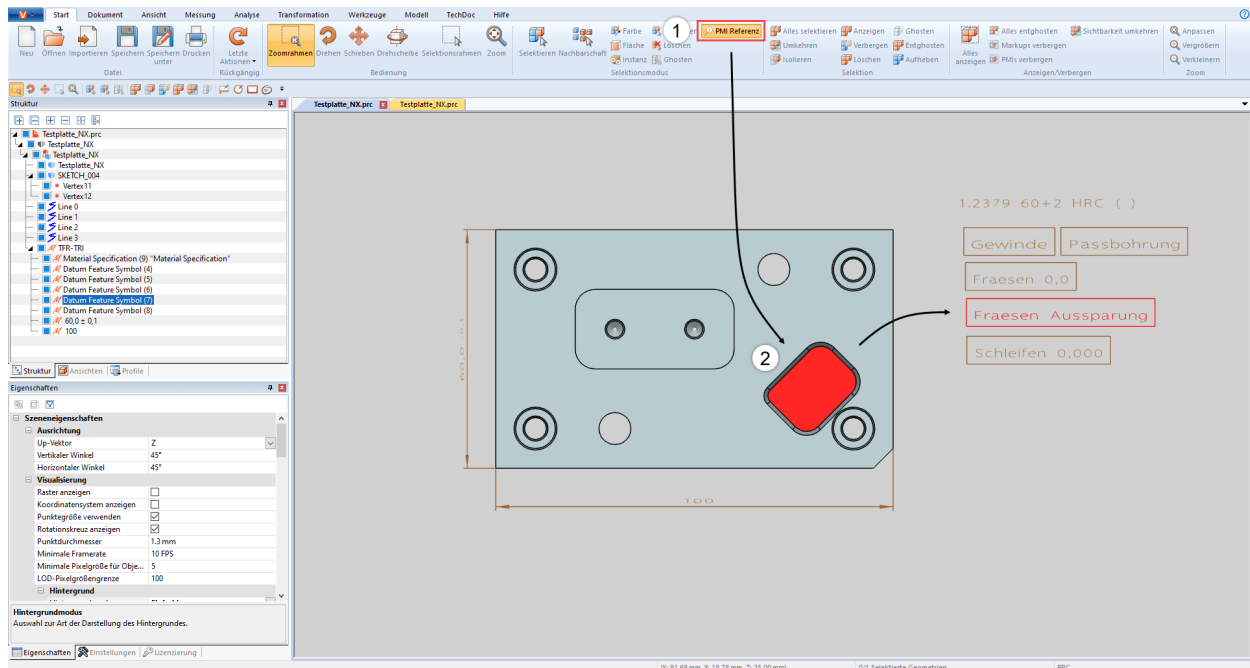 V Start Dokument Ansicht Messung Analyse Transformation Werkzeuge Modell TechDoc Hilfe
Neu Öffnen Importieren Speichern Speichern unter Drucken
Datei
Letzte Aktionen
Rückgängig
Zoomrahmen Drehen Schieben Drehscheibe Selektionsrahmen Zoom
Bedienung
Selektieren Nachbarschaft
Farbe
Fläche Löschen
Instanz Ghosten
1
PMI Referenz
Selektionsmodus
Alles selektieren Anzeigen Ghosten
Umkehren Verbergen Entghosten
Isolieren Löschen Aufheben
Selektion
Alles anzeigen
Alles entghosten Sichtbarkeit umkehren
Markups verbergen
PMIs verbergen
Anzeigen/Verbergen
Anpassen
Vergrößern
Verkleinern
Zoom
Struktur
Testplatte_NX.prc
Testplatte_NX
Testplatte_NX
Testplatte_NX
SKETCH_004
Vertex11
Vertex12
Line 0
Line 1
Line 2
Line 3
TFR-TRI
Material Specification (9) "Material Specification"
Datum Feature Symbol (4)
Datum Feature Symbol (5)
Datum Feature Symbol (6)
Datum Feature Symbol (7)
Datum Feature Symbol (8)
60,0 ± 0,1
100
Struktur Ansichten Profile
Eigenschaften
Szeneneigenschaften
Ausrichtung
Up-Vektor Z
Vertikaler Winkel 45°
Horizontaler Winkel 45°
Visualisierung
Raster anzeigen
Koordinatensystem anzeigen
Punktegröße verwenden
Rotationskreuz anzeigen
Punktdurchmesser 1.3 mm
Minimale Framerate 10 FPS
Minimale Pixelgröße für Obje... 5
LOD-Pixelgrößengrenze 100
Hintergrund
Hintergrundmodus
Auswahl zur Art der Darstellung des Hintergrundes.
Eigenschaften Einstellungen Lizenzierung
Testplatte_NX.prc Testplatte_NX.prc
1.2379 60+2 HRC ( )
Gewinde Passbohrung
Fraesen 0,0
Fraesen Aussparung
Schleifen 0,000
2
100
0/1 Selektierte Geometrien
PRC